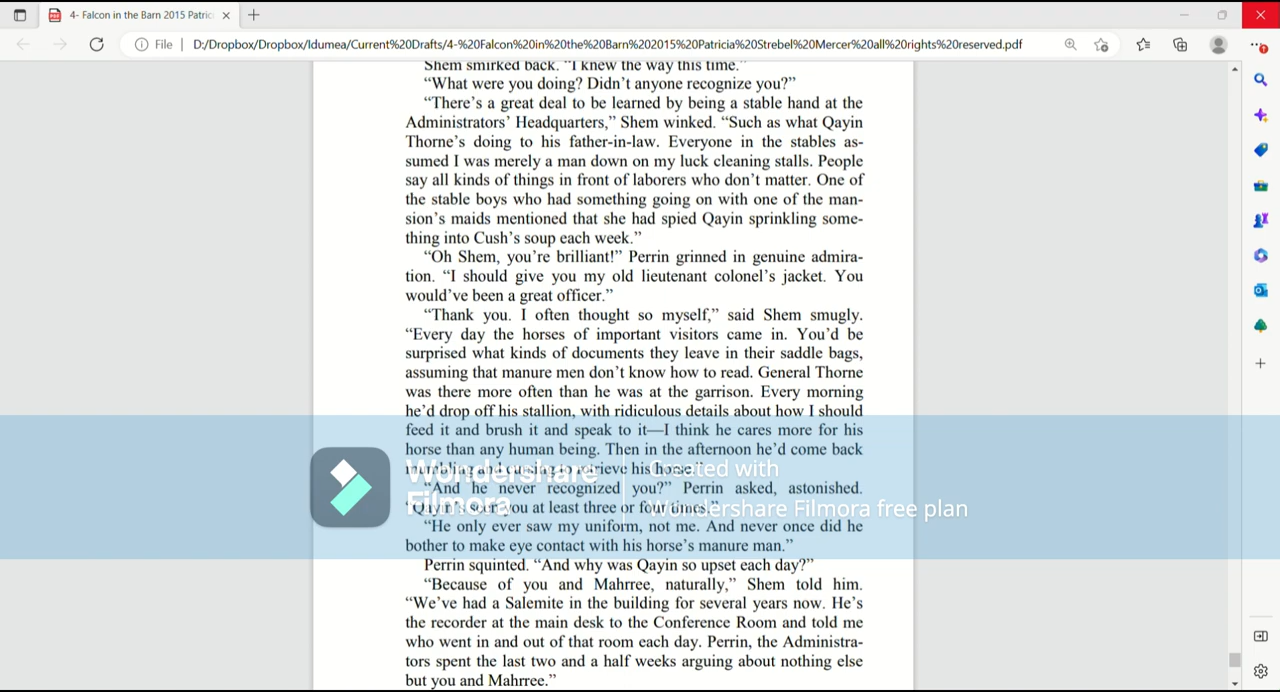 4- Falcon in the Barn 2015 Patric
File
D:/Dropbox/Dropbox/Idumea/Current%20Drafts/4-%20Falcon%20in%20the%20Barn%202015%20Patricia%20Strebel%20Mercer%20all%20rights%20reserved.pdf
Shem smirked back. “I knew the way this time.”
“What were you doing? Didn’t anyone recognize you?”
“There’s a great deal to be learned by being a stable hand at the
Administrators’ Headquarters,” Shem winked. “Such as what Qayin
Thorne’s doing to his father-in-law. Everyone in the stables as-
sumed I was merely a man down on my luck cleaning stalls. People
say all kinds of things in front of laborers who don’t matter. One of
the stable boys who had something going on with one of the man-
sion’s maids mentioned that she had spied Qayin sprinkling some-
thing into Cush’s soup each week.”
“Oh Shem, you’re brilliant!” Perrin grinned in genuine admira-
tion. “I should give you my old lieutenant colonel’s jacket. You
would’ve been a great officer.”
“Thank you. I often thought so myself,” said Shem smugly.
“Every day the horses of important visitors came in. You’d be
surprised what kinds of documents they leave in their saddle bags,
assuming that manure men don’t know how to read. General Thorne
was there more often than he was at the garrison. Every morning
he’d drop off his stallion, with ridiculous details about how I should
feed it and brush it and speak to it—I think he cares more for his
horse than any human being. Then in the afternoon he’d come back
mumbling and cursing to retrieve his horse.”
“And he never recognized you?” Perrin asked, astonished.
“Qayin’s seen you at least three or four times.”
“He only ever saw my uniform, not me. And never once did he
bother to make eye contact with his horse’s manure man.”
Perrin squinted. “And why was Qayin so upset each day?”
“Because of you and Mahrree, naturally,” Shem told him.
“We’ve had a Salemite in the building for several years now. He’s
the recorder at the main desk to the Conference Room and told me
who went in and out of that room each day. Perrin, the Administra-
tors spent the last two and a half weeks arguing about nothing else
but you and Mahrree.”
Wondershare
Filmora
Created with
Wondershare Filmora free plan